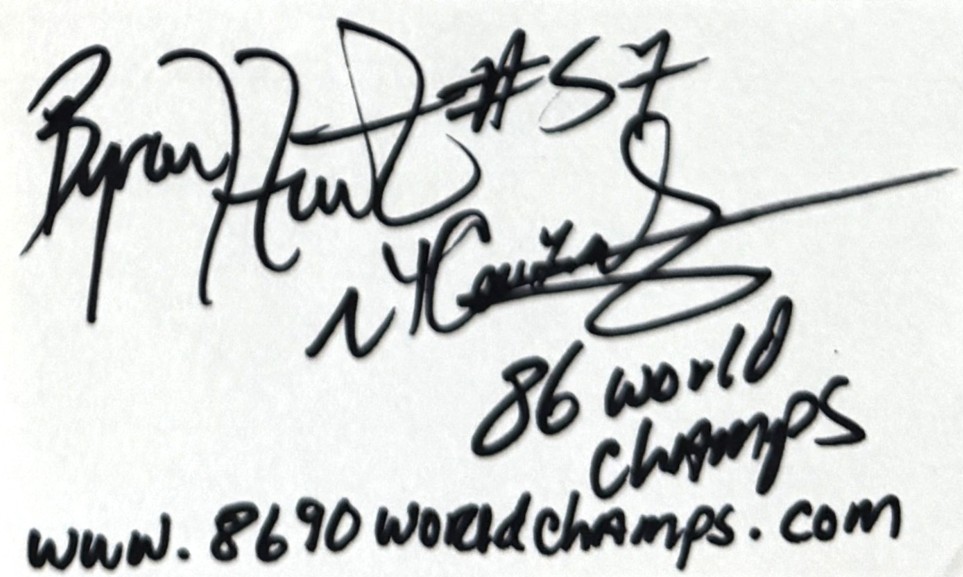 Byron Hunt #57
NY Giants
86 World
Champs
www.8690worldchamps.com